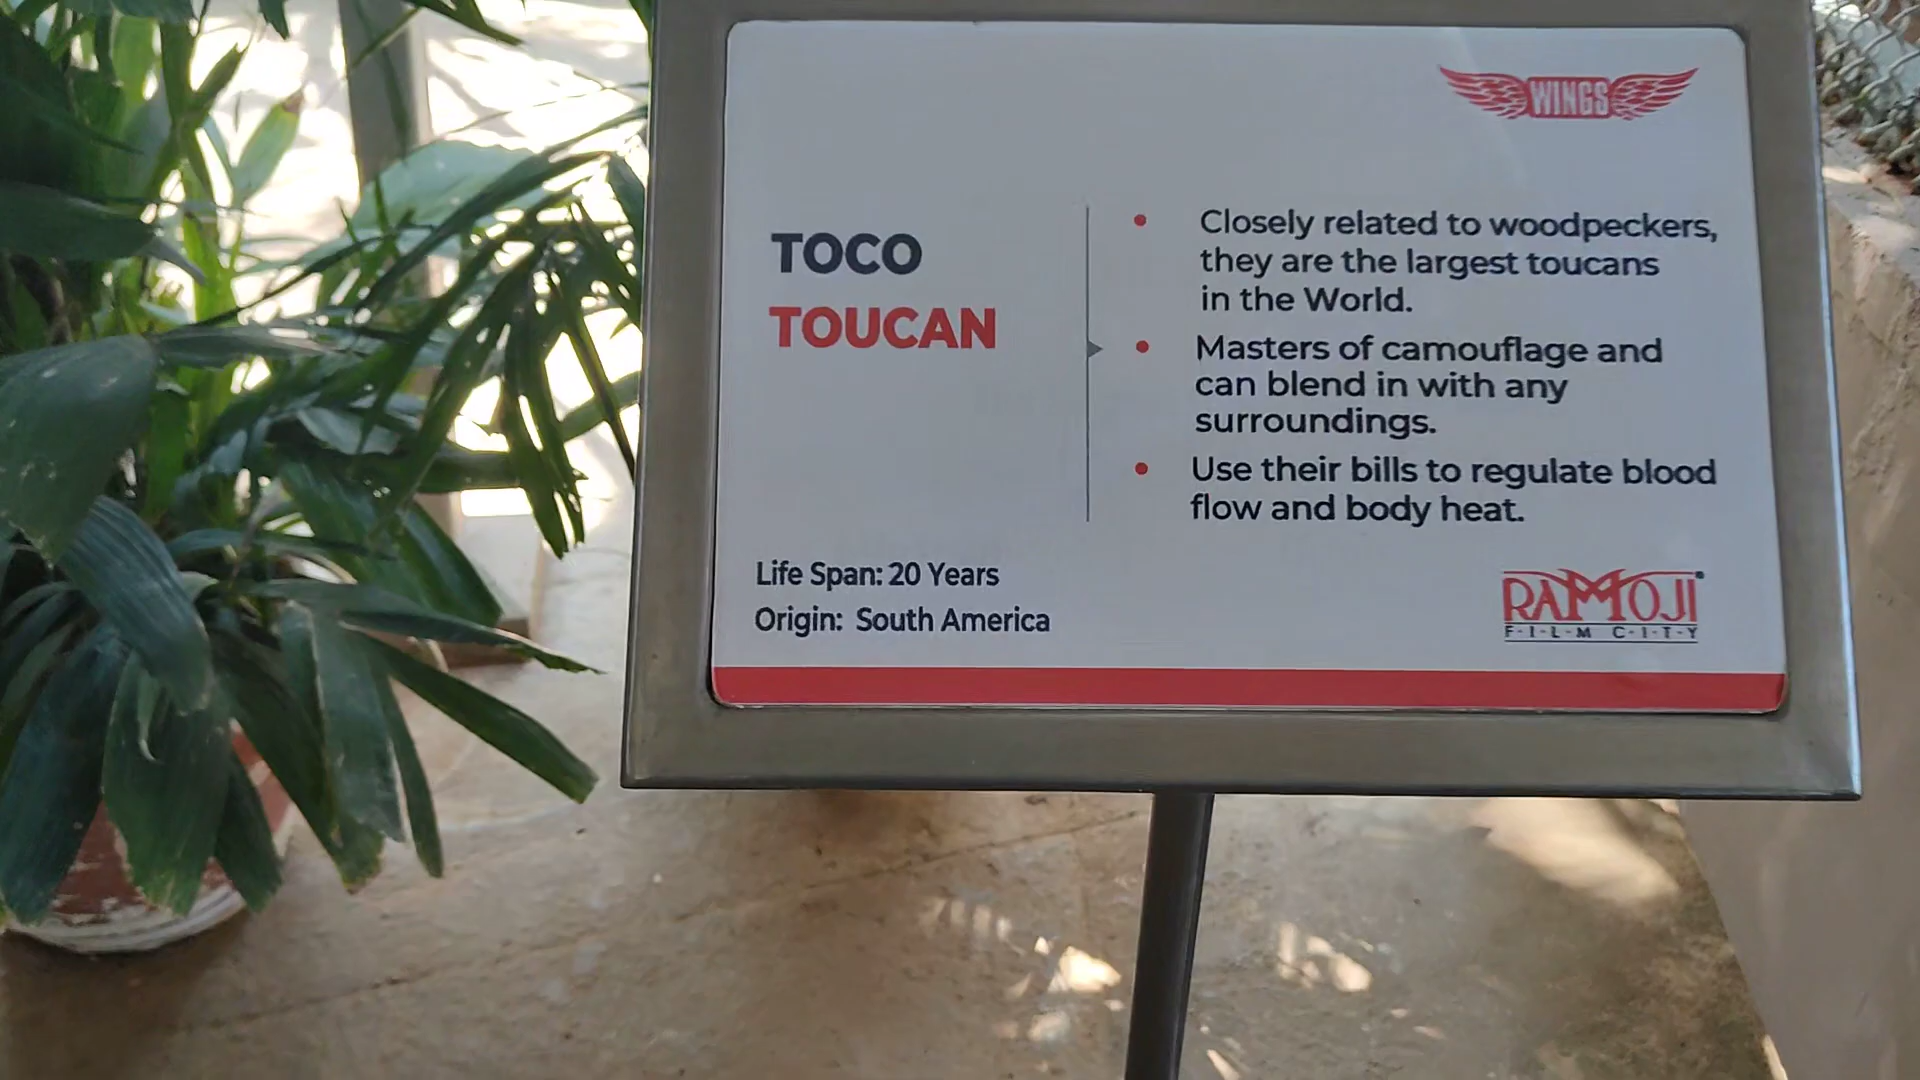 WINGS
TOCO
TOUCAN
• Closely related to woodpeckers,
they are the largest toucans
in the World.
• Masters of camouflage and
can blend in with any
surroundings.
• Use their bills to regulate blood
flow and body heat.
Life Span: 20 Years
Origin: South America
RAMOJI
F·I·L·M C·I·T·Y